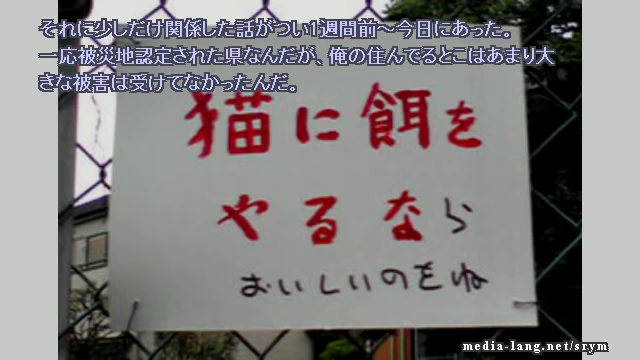 それに少しだけ関係した話がつい1週間前～今日にあった。
一応被災地認定された県なんだが、俺の住んでるとこはあまり大
きな被害は受けてなかったんだ。
猫に餌を
やるなら
おいしいのをね
media-lang.net/srym